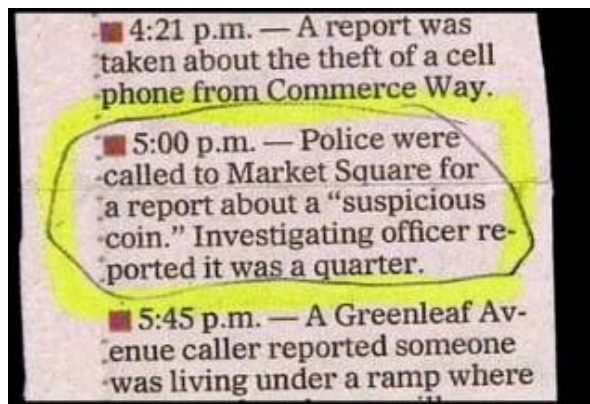 4:21 p.m. — A report was
taken about the theft of a cell
phone from Commerce Way.
5:00 p.m. — Police were
called to Market Square for
a report about a “suspicious
coin.” Investigating officer re-
ported it was a quarter.
5:45 p.m. — A Greenleaf Av-
enue caller reported someone
was living under a ramp where